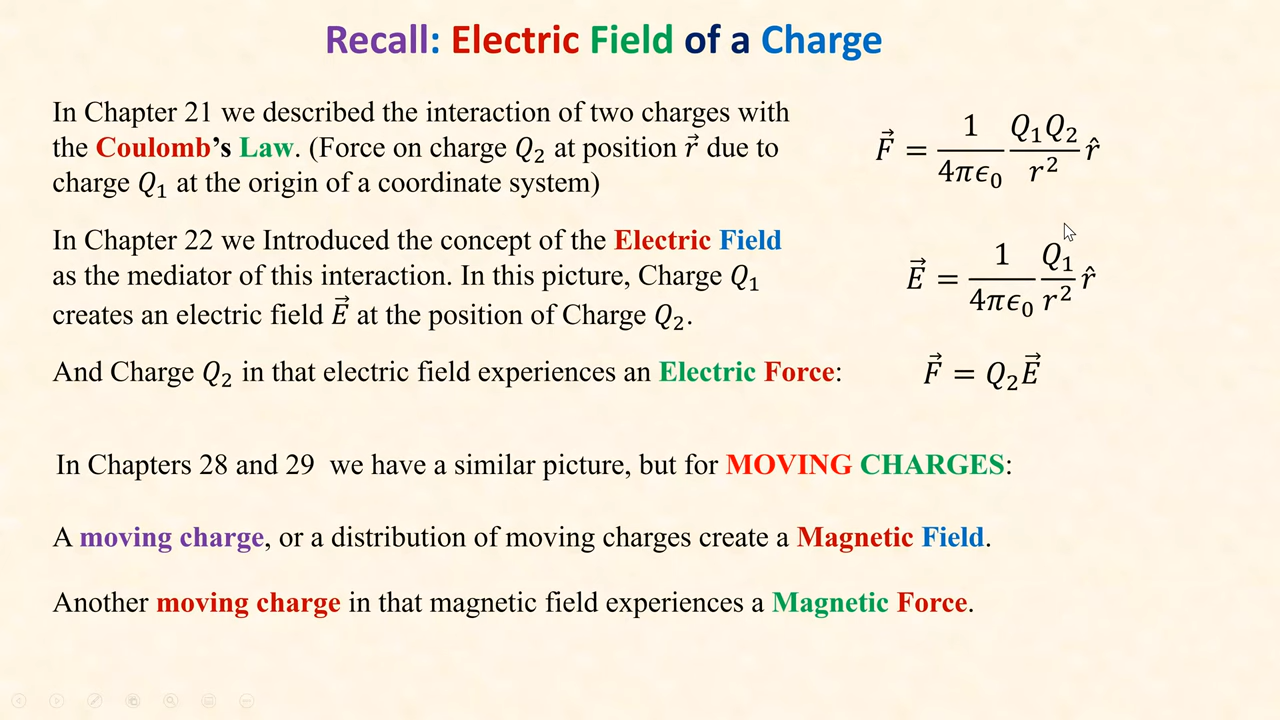 Recall: Electric Field of a Charge
In Chapter 21 we described the interaction of two charges with
the Coulomb’s Law. (Force on charge Q₂ at position r⃗ due to
charge Q₁ at the origin of a coordinate system)
F⃗ = 1/(4πϵ₀) Q₁Q₂/r² r̂
In Chapter 22 we Introduced the concept of the Electric Field
as the mediator of this interaction. In this picture, Charge Q₁
creates an electric field E⃗ at the position of Charge Q₂.
E⃗ = 1/(4πϵ₀) Q₁/r² r̂
And Charge Q₂ in that electric field experiences an Electric Force:
F⃗ = Q₂E⃗
In Chapters 28 and 29 we have a similar picture, but for MOVING CHARGES:
A moving charge, or a distribution of moving charges create a Magnetic Field.
Another moving charge in that magnetic field experiences a Magnetic Force.